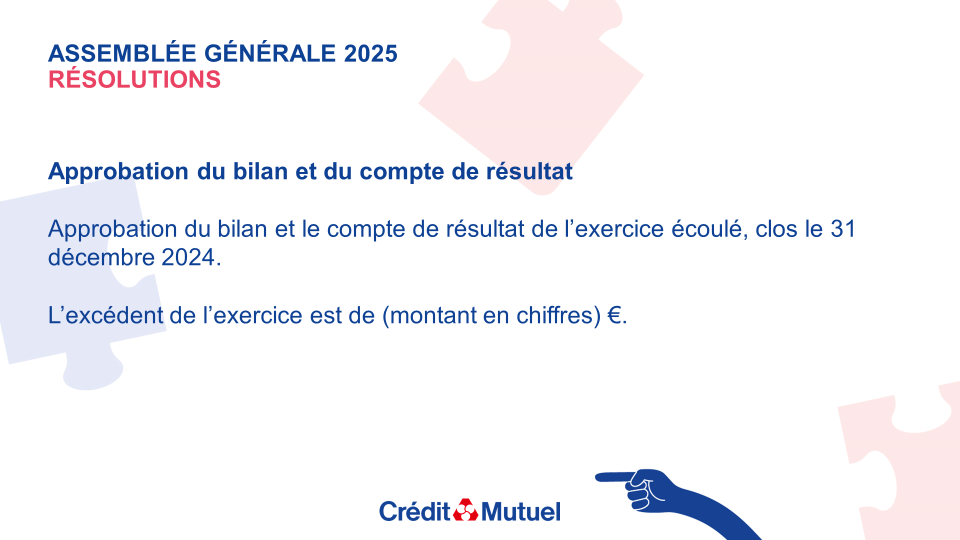 ASSEMBLÉE GÉNÉRALE 2025
RÉSOLUTIONS
Approbation du bilan et du compte de résultat
Approbation du bilan et le compte de résultat de l’exercice écoulé, clos le 31
décembre 2024.
L’excédent de l’exercice est de (montant en chiffres) €.
Crédit Mutuel